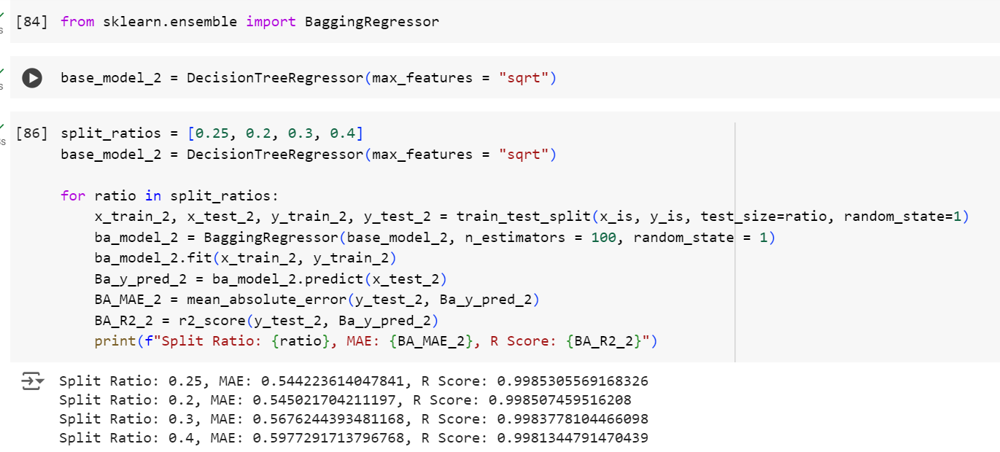 [84] from sklearn.ensemble import BaggingRegressor
base_model_2 = DecisionTreeRegressor(max_features = "sqrt")
[86] split_ratios = [0.25, 0.2, 0.3, 0.4]
base_model_2 = DecisionTreeRegressor(max_features = "sqrt")
for ratio in split_ratios:
    x_train_2, x_test_2, y_train_2, y_test_2 = train_test_split(x_is, y_is, test_size=ratio, random_state=1)
    ba_model_2 = BaggingRegressor(base_model_2, n_estimators = 100, random_state = 1)
    ba_model_2.fit(x_train_2, y_train_2)
    Ba_y_pred_2 = ba_model_2.predict(x_test_2)
    BA_MAE_2 = mean_absolute_error(y_test_2, Ba_y_pred_2)
    BA_R2_2 = r2_score(y_test_2, Ba_y_pred_2)
    print(f"Split Ratio: {ratio}, MAE: {BA_MAE_2}, R Score: {BA_R2_2}")
Split Ratio: 0.25, MAE: 0.544223614047841, R Score: 0.9985305569168326
Split Ratio: 0.2, MAE: 0.545021704211197, R Score: 0.998507459516208
Split Ratio: 0.3, MAE: 0.5676244393481168, R Score: 0.9983778104466098
Split Ratio: 0.4, MAE: 0.5977291713796768, R Score: 0.9981344791470439